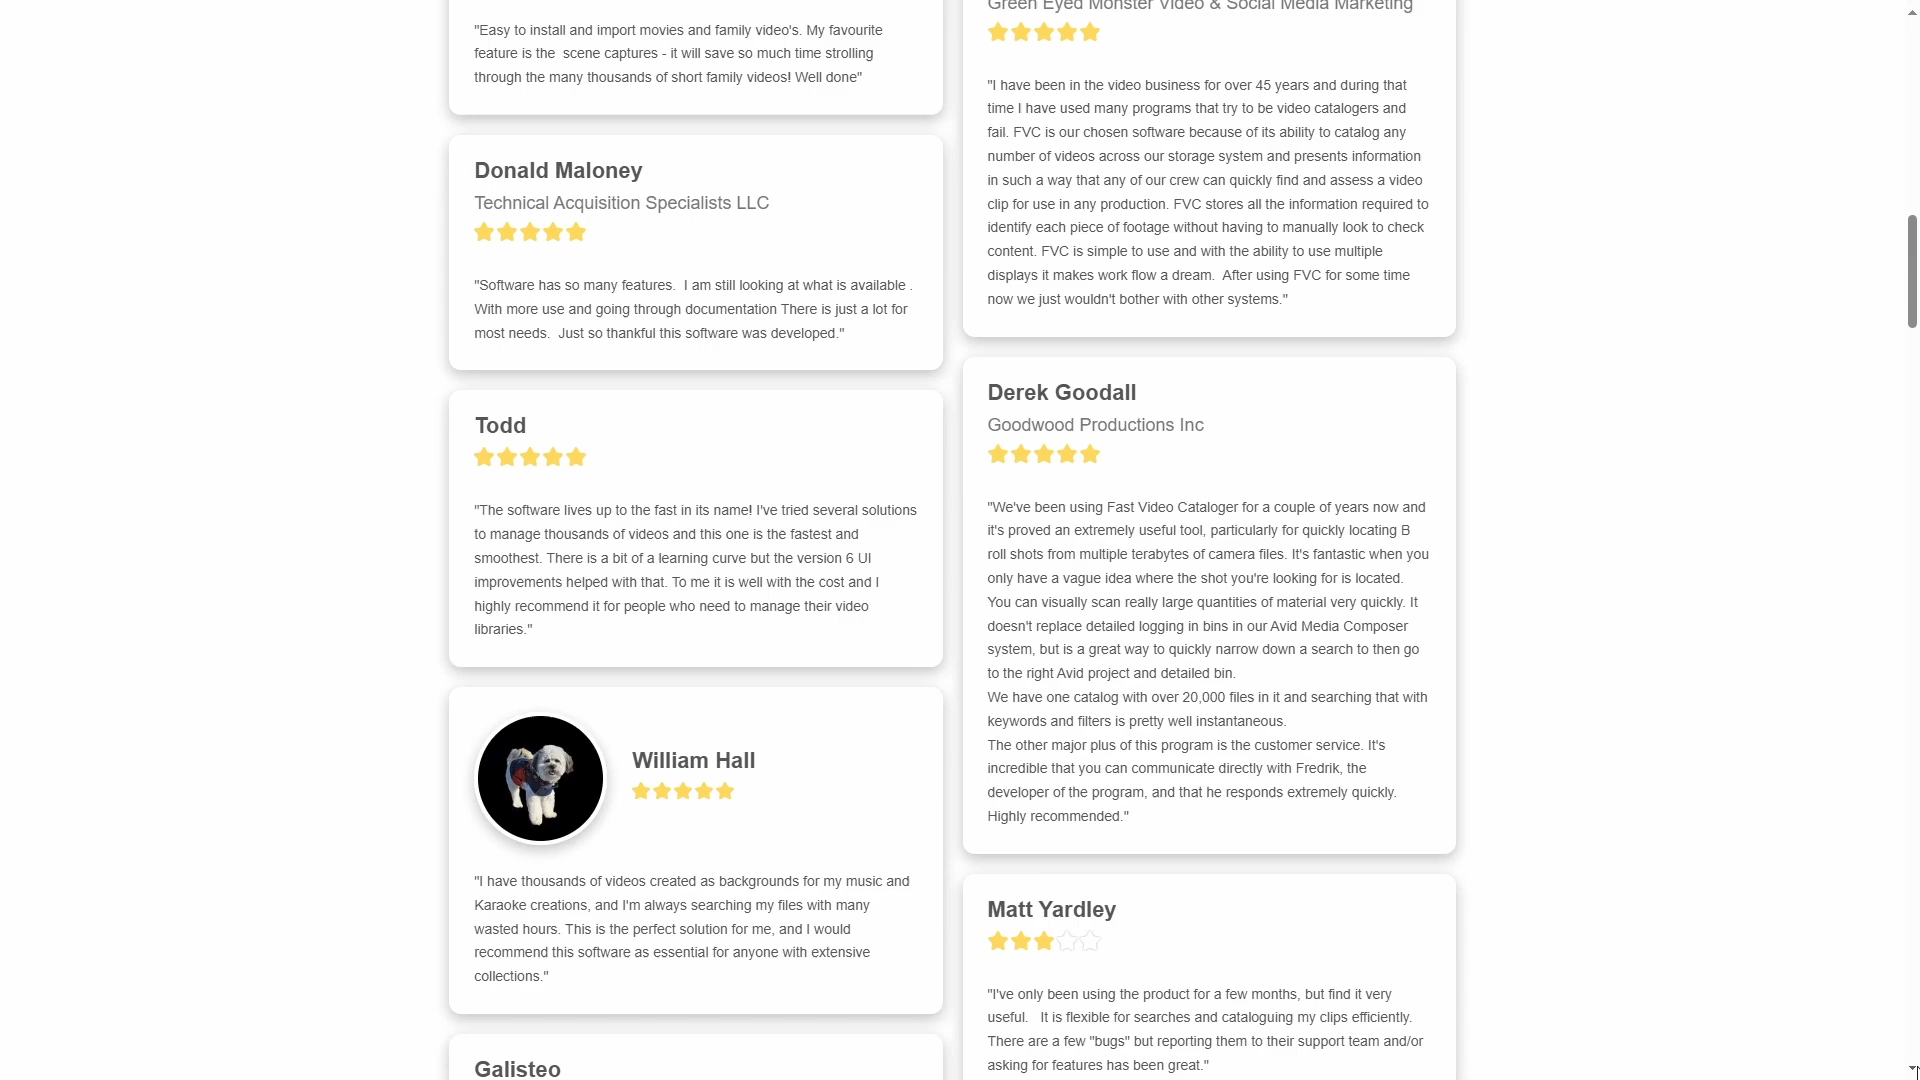 "Easy to install and import movies and family video's. My favourite
feature is the  scene captures - it will save so much time strolling
through the many thousands of short family videos! Well done"
Donald Maloney
Technical Acquisition Specialists LLC
"Software has so many features.  I am still looking at what is available .
With more use and going through documentation There is just a lot for
most needs.  Just so thankful this software was developed."
Todd
"The software lives up to the fast in its name! I've tried several solutions
to manage thousands of videos and this one is the fastest and
smoothest. There is a bit of a learning curve but the version 6 UI
improvements helped with that. To me it is well with the cost and I
highly recommend it for people who need to manage their video
libraries."
William Hall
"I have thousands of videos created as backgrounds for my music and
Karaoke creations, and I'm always searching my files with many
wasted hours. This is the perfect solution for me, and I would
recommend this software as essential for anyone with extensive
collections."
Galisteo
Green Eyed Monster Video & Social Media Marketing
"I have been in the video business for over 45 years and during that
time I have used many programs that try to be video catalogers and
fail. FVC is our chosen software because of its ability to catalog any
number of videos across our storage system and presents information
in such a way that any of our crew can quickly find and assess a video
clip for use in any production. FVC stores all the information required to
identify each piece of footage without having to manually look to check
content. FVC is simple to use and with the ability to use multiple
displays it makes work flow a dream.  After using FVC for some time
now we just wouldn't bother with other systems."
Derek Goodall
Goodwood Productions Inc
"We've been using Fast Video Cataloger for a couple of years now and
it's proved an extremely useful tool, particularly for quickly locating B
roll shots from multiple terabytes of camera files. It's fantastic when you
only have a vague idea where the shot you're looking for is located.
You can visually scan really large quantities of material very quickly. It
doesn't replace detailed logging in bins in our Avid Media Composer
system, but is a great way to quickly narrow down a search to then go
to the right Avid project and detailed bin.
We have one catalog with over 20,000 files in it and searching that with
keywords and filters is pretty well instantaneous.
The other major plus of this program is the customer service. It's
incredible that you can communicate directly with Fredrik, the
developer of the program, and that he responds extremely quickly.
Highly recommended."
Matt Yardley
"I've only been using the product for a few months, but find it very
useful.   It is flexible for searches and cataloguing my clips efficiently.
There are a few "bugs" but reporting them to their support team and/or
asking for features has been great."